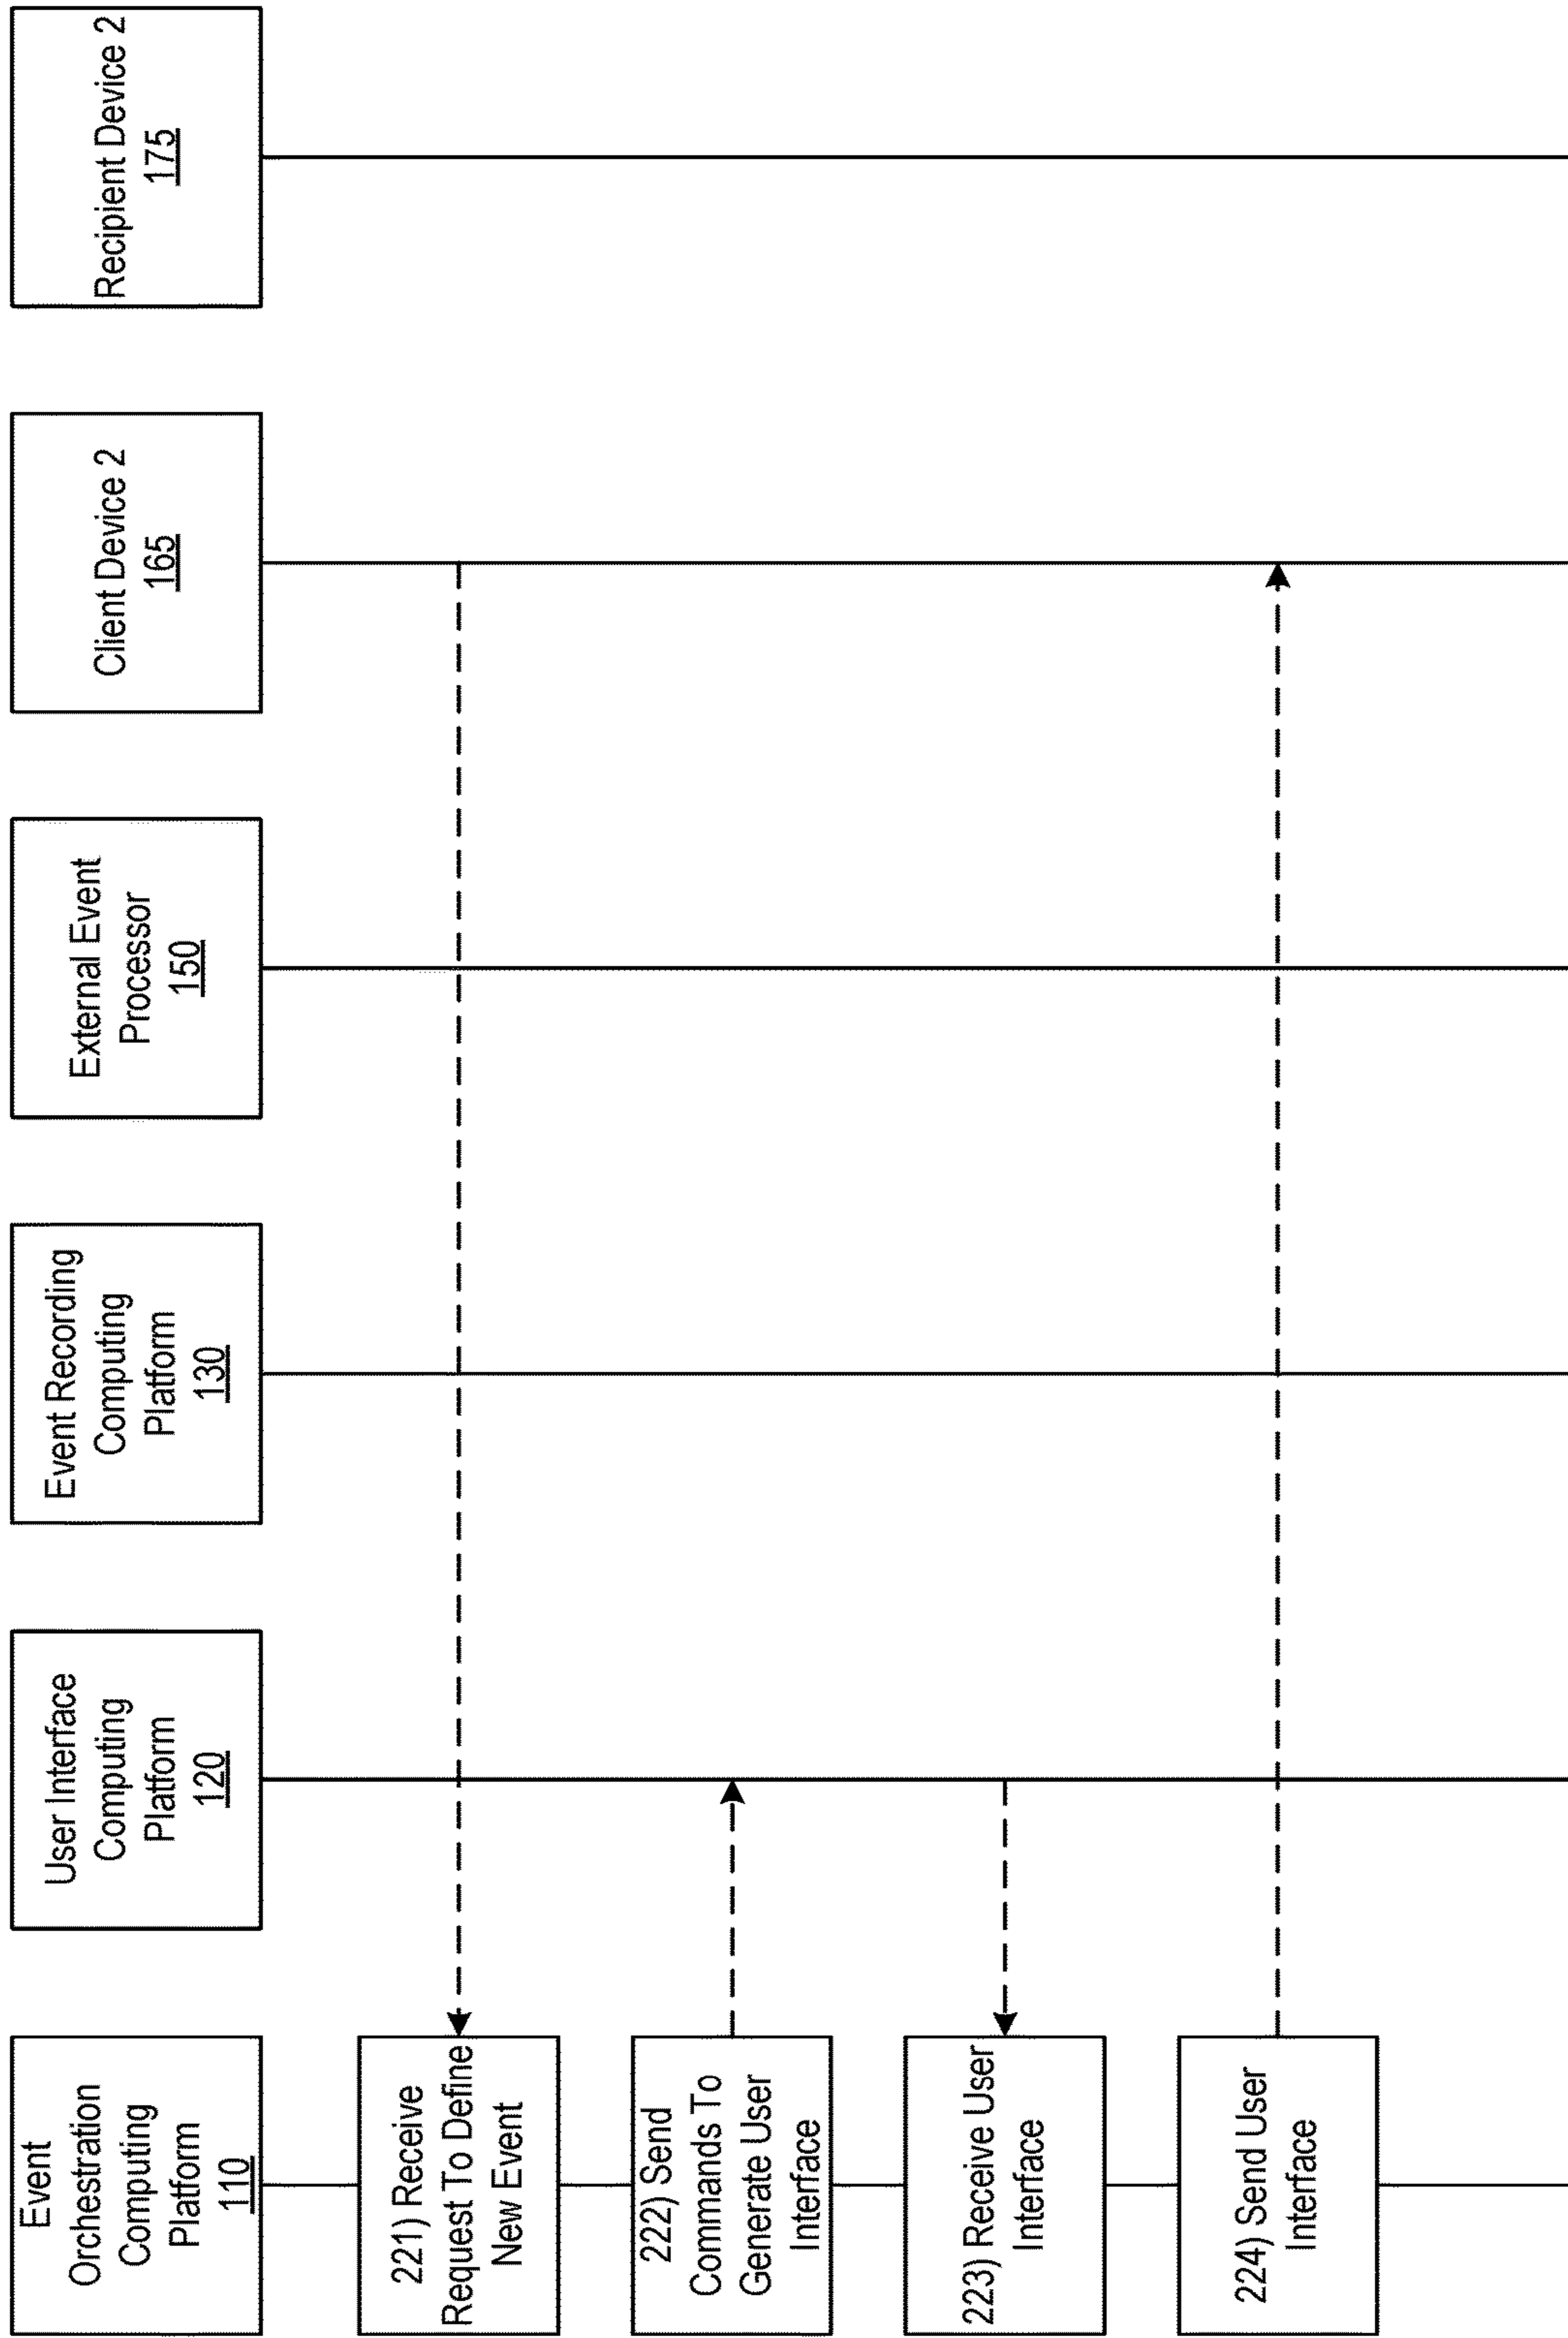 Event
Orchestration
Computing
Platform
110
User Interface
Computing
Platform
120
Event Recording
Computing
Platform
130
External Event
Processor
150
Client Device 2
165
Recipient Device 2
175
221) Receive
Request To Define
New Event
222) Send
Commands To
Generate User
Interface
223) Receive User
Interface
224) Send User
Interface